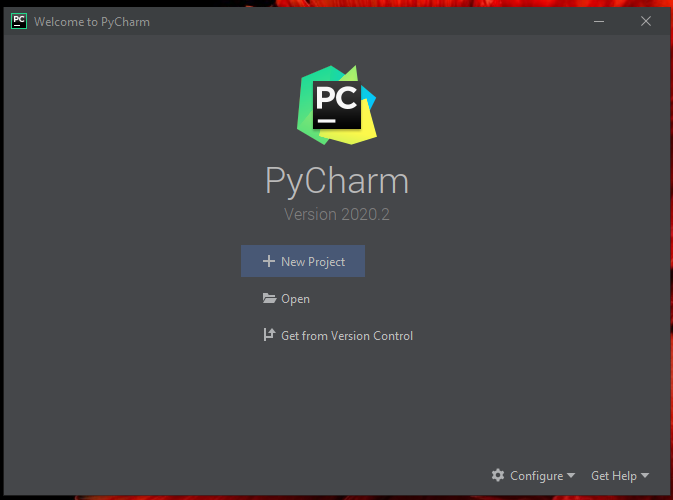 PC Welcome to PyCharm
PC
PyCharm
Version 2020.2
New Project
Open
Get from Version Control
Configure Get Help